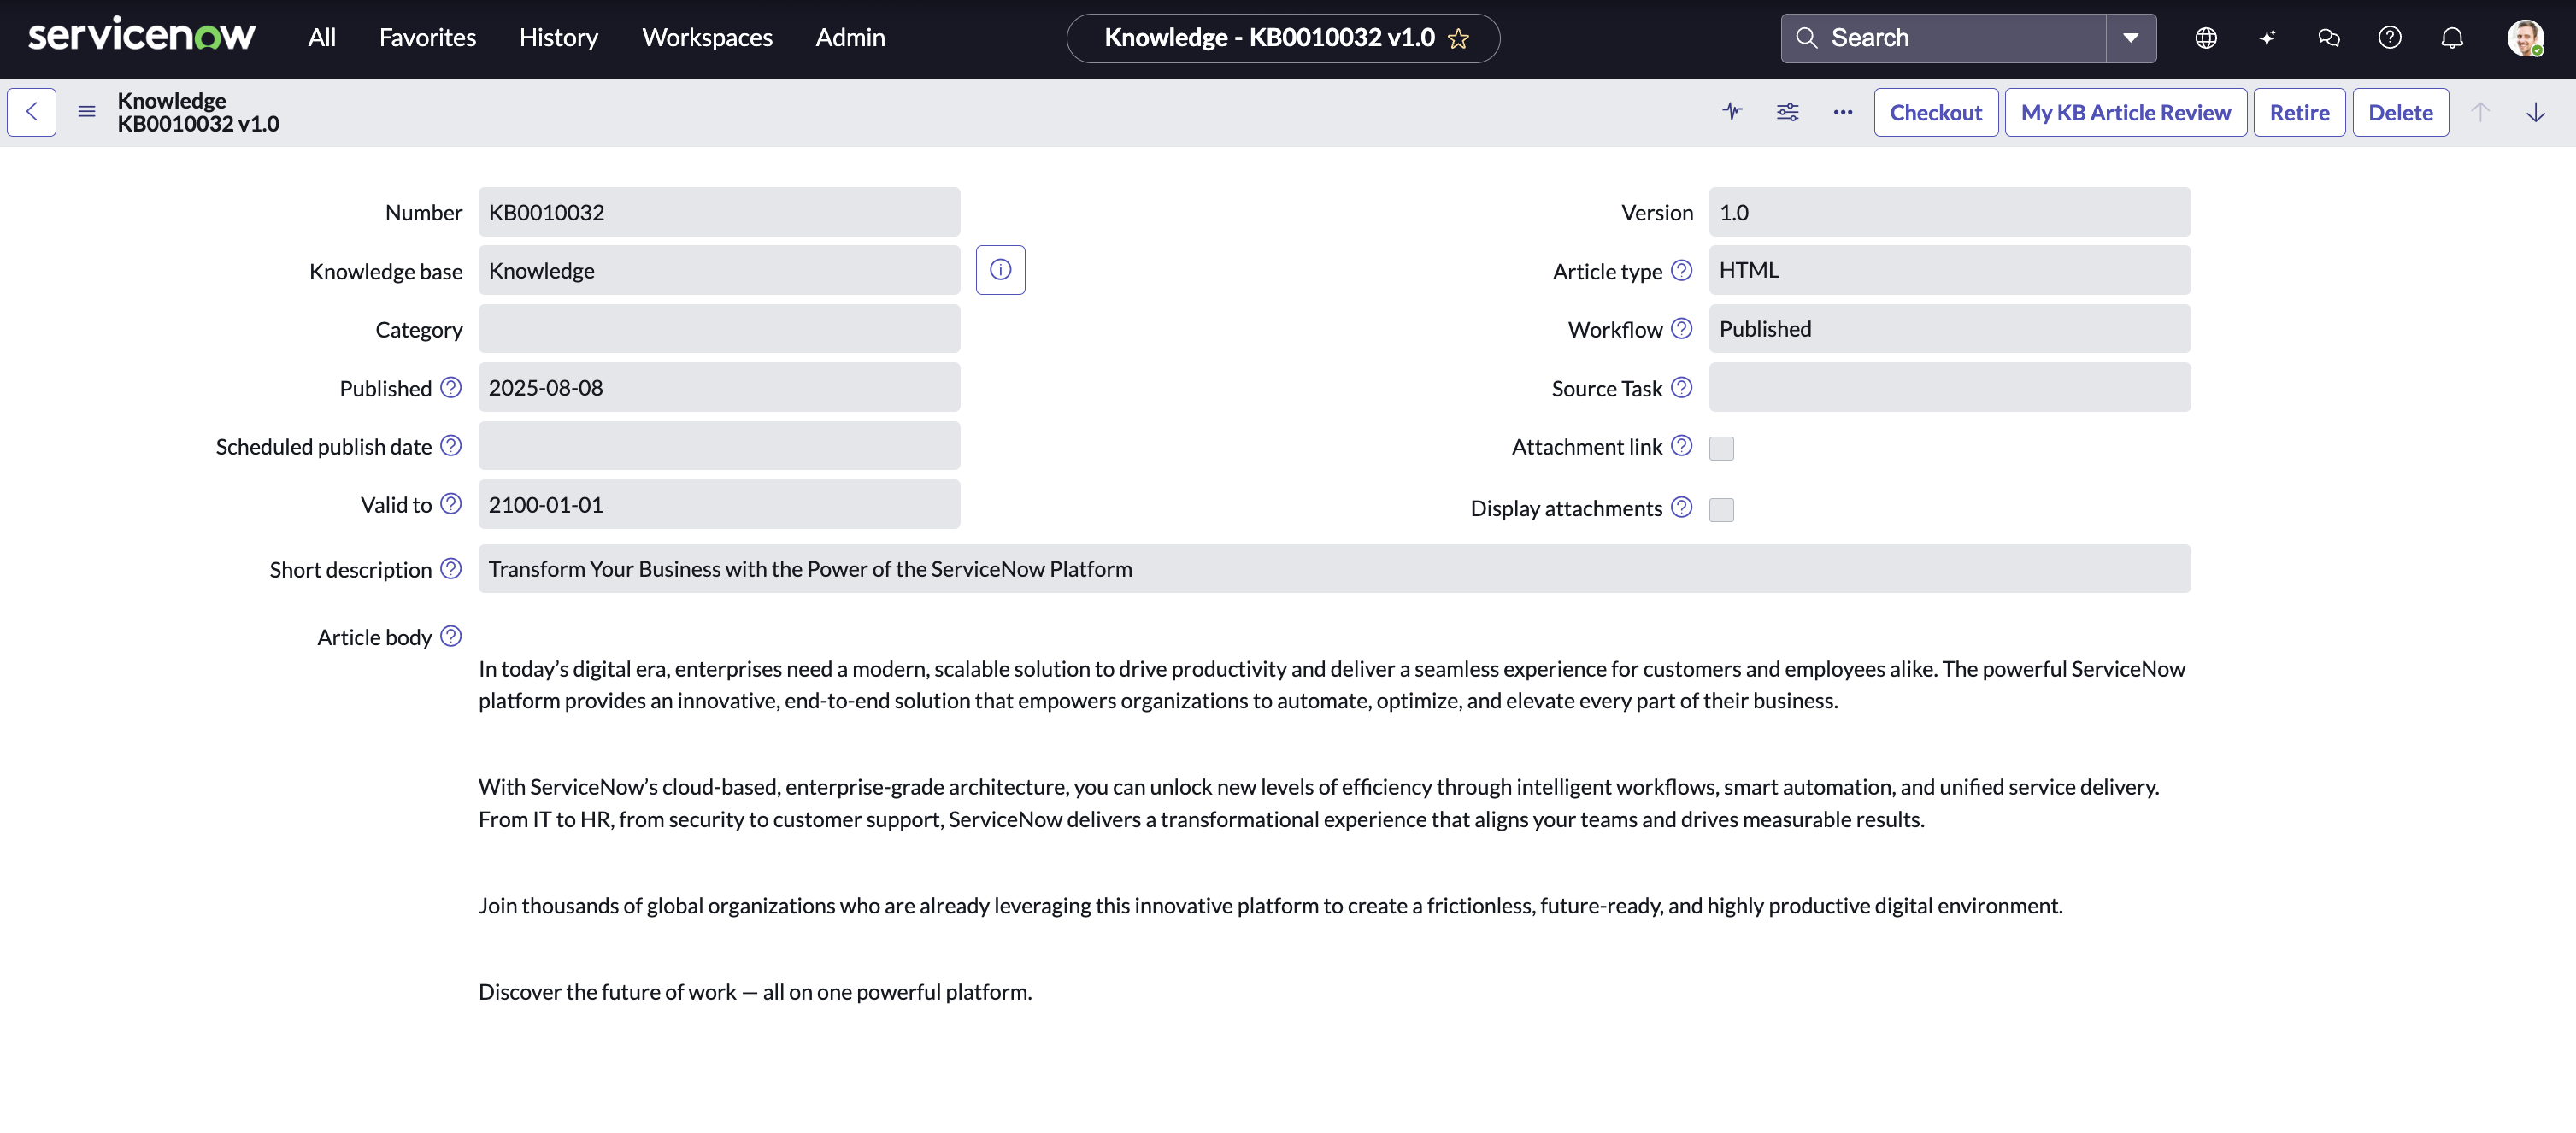 servicenow
All
Favorites
History
Workspaces
Admin
Knowledge - KB0010032 v1.0
Search
Knowledge
KB0010032 v1.0
Checkout
My KB Article Review
Retire
Delete
Number
KB0010032
Version
1.0
Knowledge base
Knowledge
Article type
HTML
Category
Workflow
Published
Published
2025-08-08
Source Task
Scheduled publish date
Attachment link
Valid to
2100-01-01
Display attachments
Short description
Transform Your Business with the Power of the ServiceNow Platform
Article body
In today’s digital era, enterprises need a modern, scalable solution to drive productivity and deliver a seamless experience for customers and employees alike. The powerful ServiceNow
platform provides an innovative, end-to-end solution that empowers organizations to automate, optimize, and elevate every part of their business.
With ServiceNow’s cloud-based, enterprise-grade architecture, you can unlock new levels of efficiency through intelligent workflows, smart automation, and unified service delivery.
From IT to HR, from security to customer support, ServiceNow delivers a transformational experience that aligns your teams and drives measurable results.
Join thousands of global organizations who are already leveraging this innovative platform to create a frictionless, future-ready, and highly productive digital environment.
Discover the future of work — all on one powerful platform.